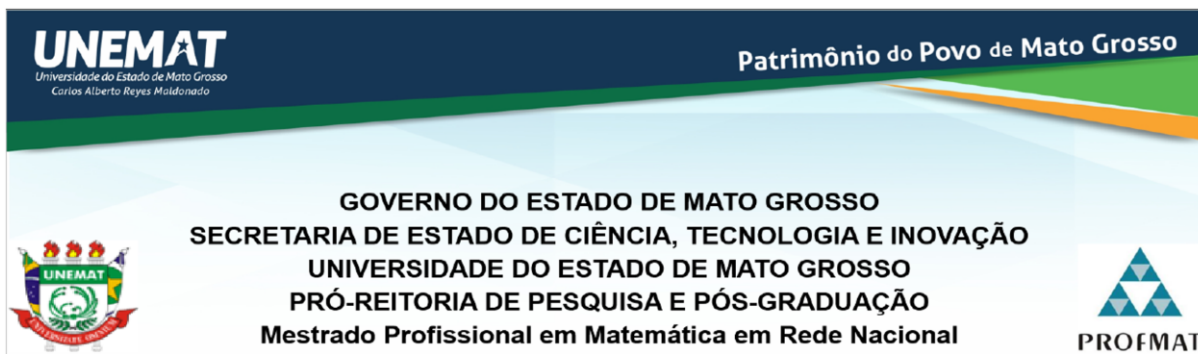 UNEMAT
Universidade do Estado de Mato Grosso
Carlos Alberto Reyes Maldonado
Patrimônio do Povo de Mato Grosso
GOVERNO DO ESTADO DE MATO GROSSO
SECRETARIA DE ESTADO DE CIÊNCIA, TECNOLOGIA E INOVAÇÃO
UNIVERSIDADE DO ESTADO DE MATO GROSSO
PRÓ-REITORIA DE PESQUISA E PÓS-GRADUAÇÃO
Mestrado Profissional em Matemática em Rede Nacional
UNEMAT
PROFMAT